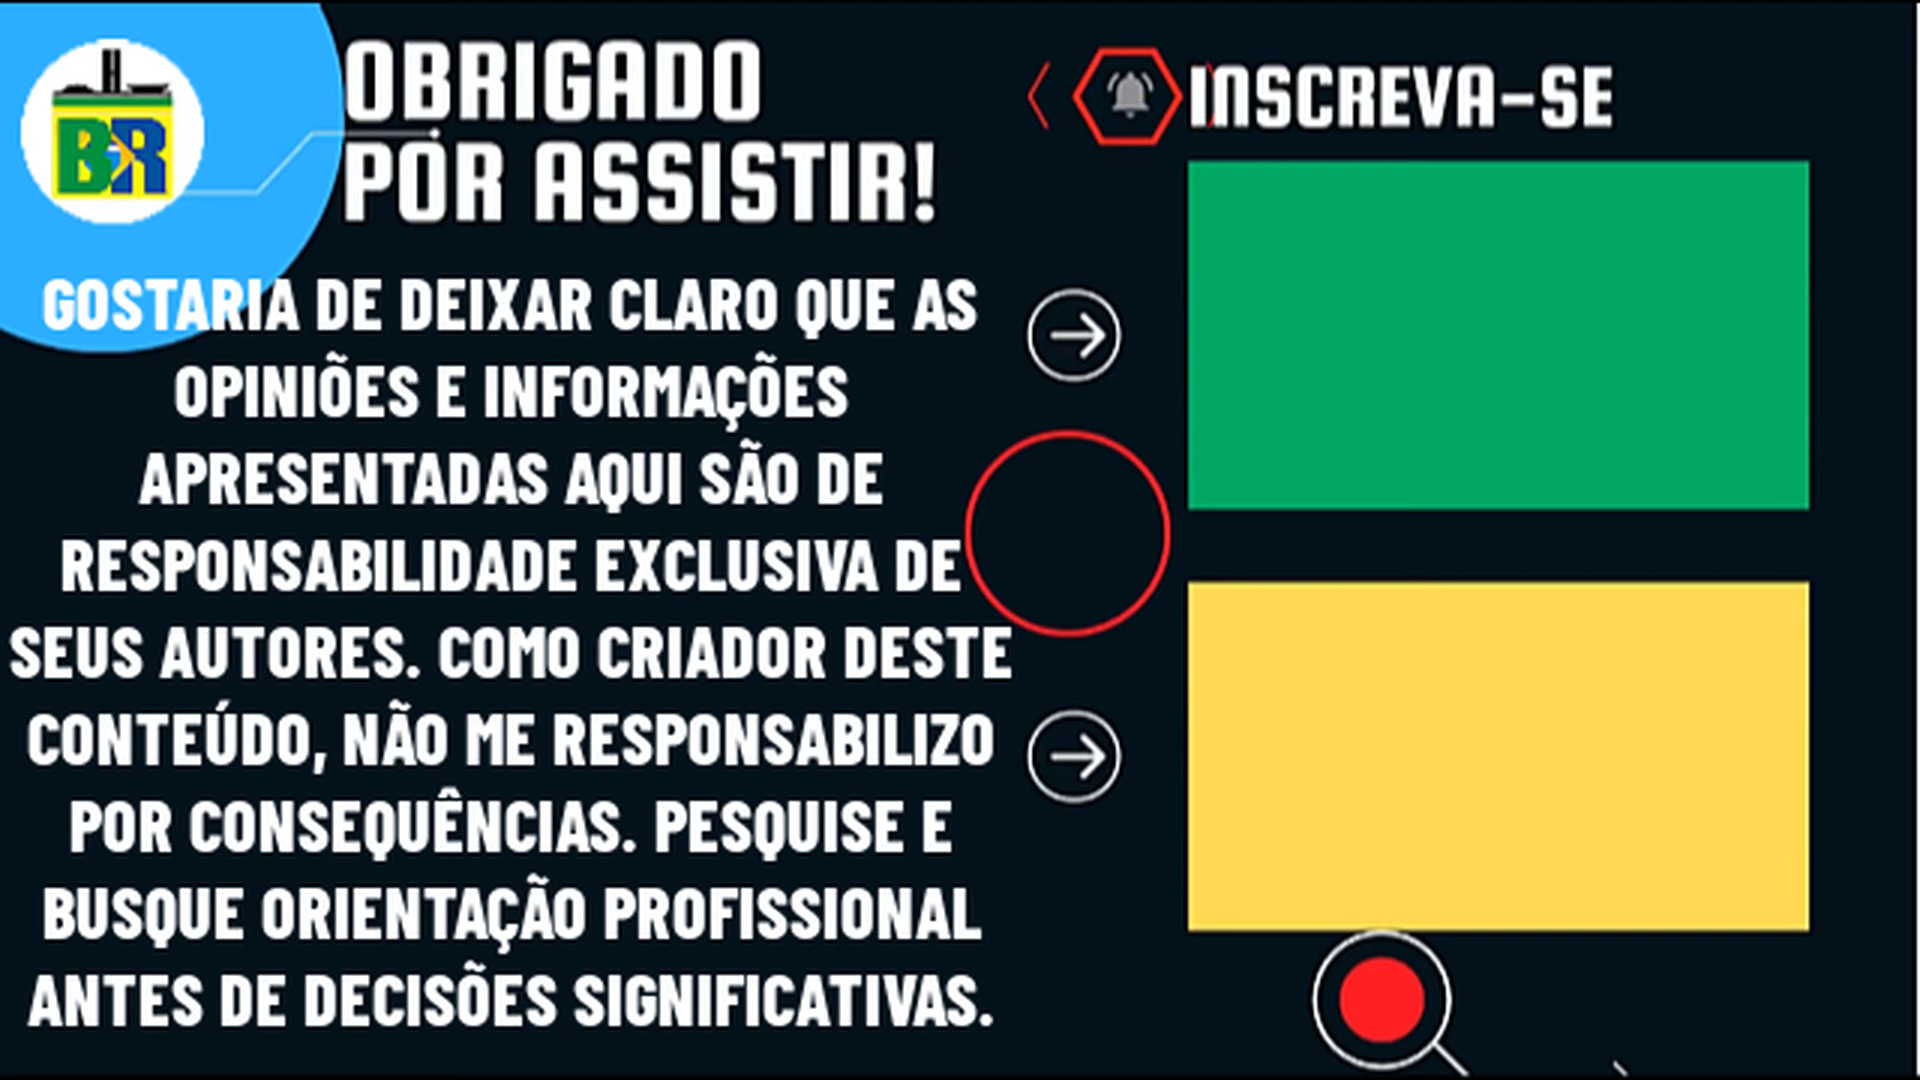 BR
OBRIGADO
POR ASSISTIR!
INSCREVA-SE
GOSTARIA DE DEIXAR CLARO QUE AS
OPINIÕES E INFORMAÇÕES
APRESENTADAS AQUI SÃO DE
RESPONSABILIDADE EXCLUSIVA DE
SEUS AUTORES. COMO CRIADOR DESTE
CONTEÚDO, NÃO ME RESPONSABILIZO
POR CONSEQUÊNCIAS. PESQUISE E
BUSQUE ORIENTAÇÃO PROFISSIONAL
ANTES DE DECISÕES SIGNIFICATIVAS.